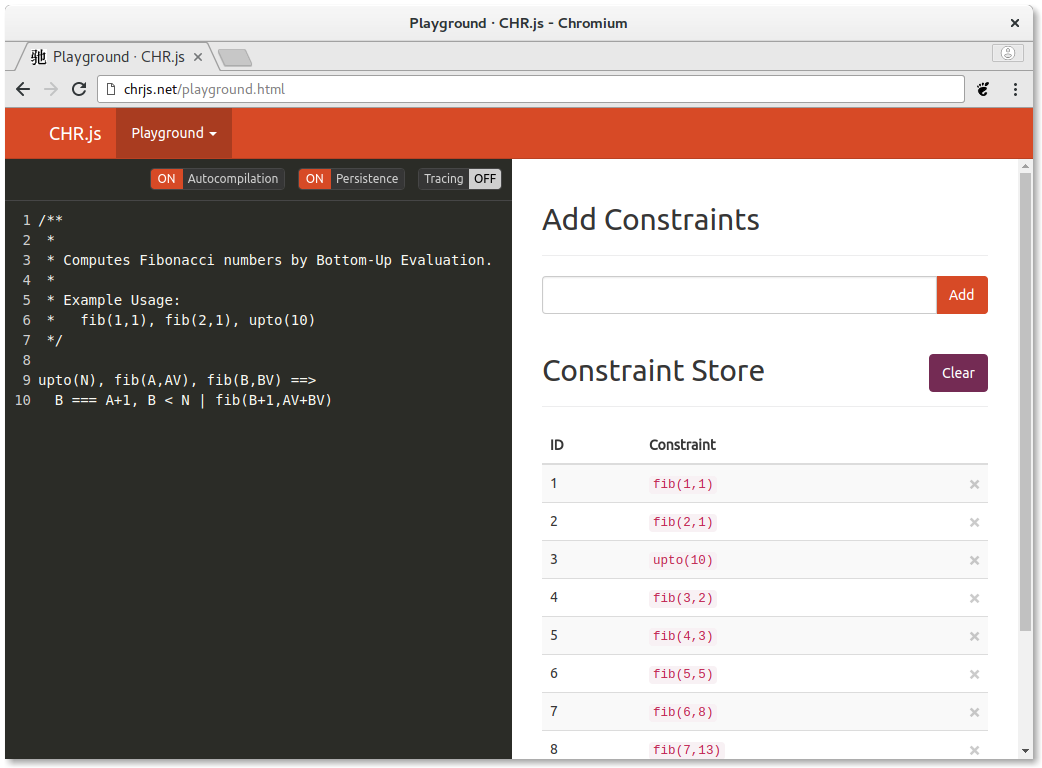 Playground · CHR.js - Chromium
驰 Playground · CHR.js
chrjs.net/playground.html
CHR.js Playground
ON Autocompilation ON Persistence Tracing OFF
1 /**
2  *
3  * Computes Fibonacci numbers by Bottom-Up Evaluation.
4  *
5  * Example Usage:
6  *   fib(1,1), fib(2,1), upto(10)
7  */
8
9 upto(N), fib(A,AV), fib(B,BV) ==>
10   B === A+1, B < N | fib(B+1,AV+BV)
Add Constraints
Add
Constraint Store
Clear
ID Constraint
1 fib(1,1) ×
2 fib(2,1) ×
3 upto(10) ×
4 fib(3,2) ×
5 fib(4,3) ×
6 fib(5,5) ×
7 fib(6,8) ×
8 fib(7,13) ×